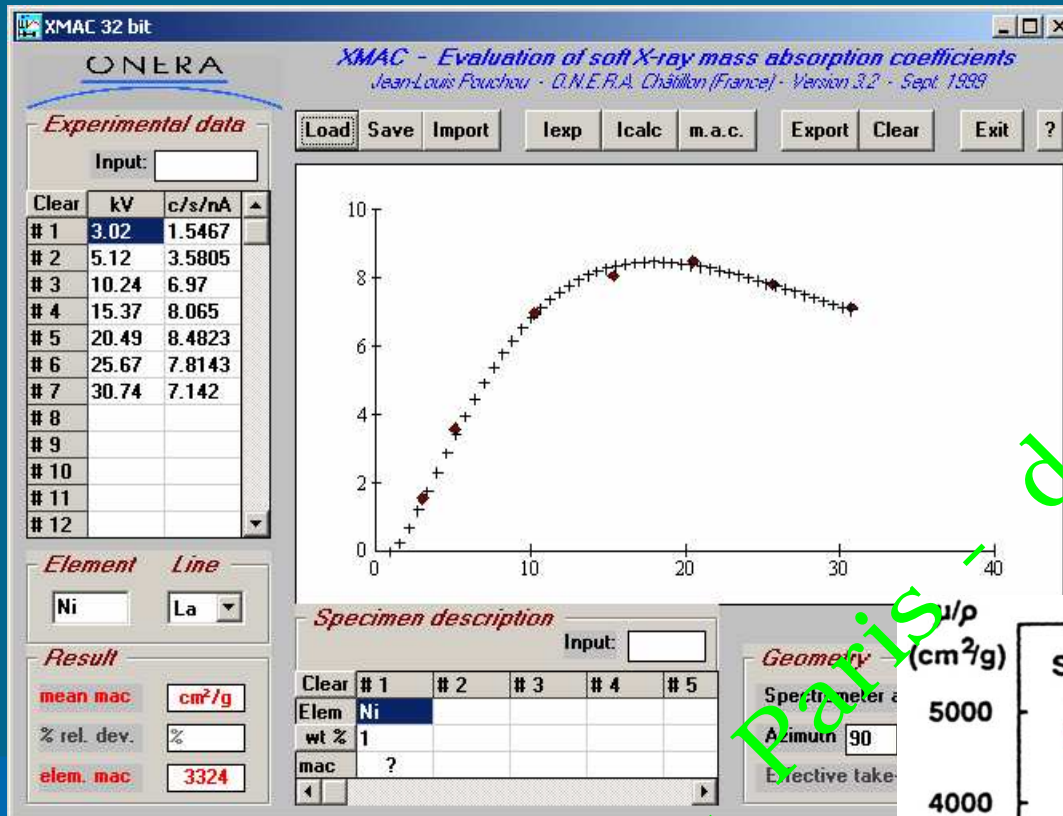 XMAC 32 bit
ONERA
XMAC - Evaluation of soft X-ray mass absorption coefficients
Jean-Louis Pouchou - O.N.E.R.A. Châtillon (France) - Version 3.2 - Sept. 1999
Experimental data
Input:
Load Save Import Iexp Icalc m.a.c. Export Clear Exit ?
Clear kV c/s/nA
# 1 3.02 1.5467
# 2 5.12 3.5805
# 3 10.24 6.97
# 4 15.37 8.065
# 5 20.49 8.4823
# 6 25.67 7.8143
# 7 30.74 7.142
# 8
# 9
# 10
# 11
# 12
10
8
6
4
2
0
0 10 20 30 40
Element Line
Ni La
Result
mean mac cm²/g
% rel. dev. %
elem. mac 3324
Specimen description
Input:
Clear # 1 # 2 # 3 # 4 # 5
Elem Ni
wt % 1
mac ?
Geometry
Spectrometer a
Azimuth 90
Effective take-
Paris - d
μ/ρ
(cm²/g)
S
5000
4000